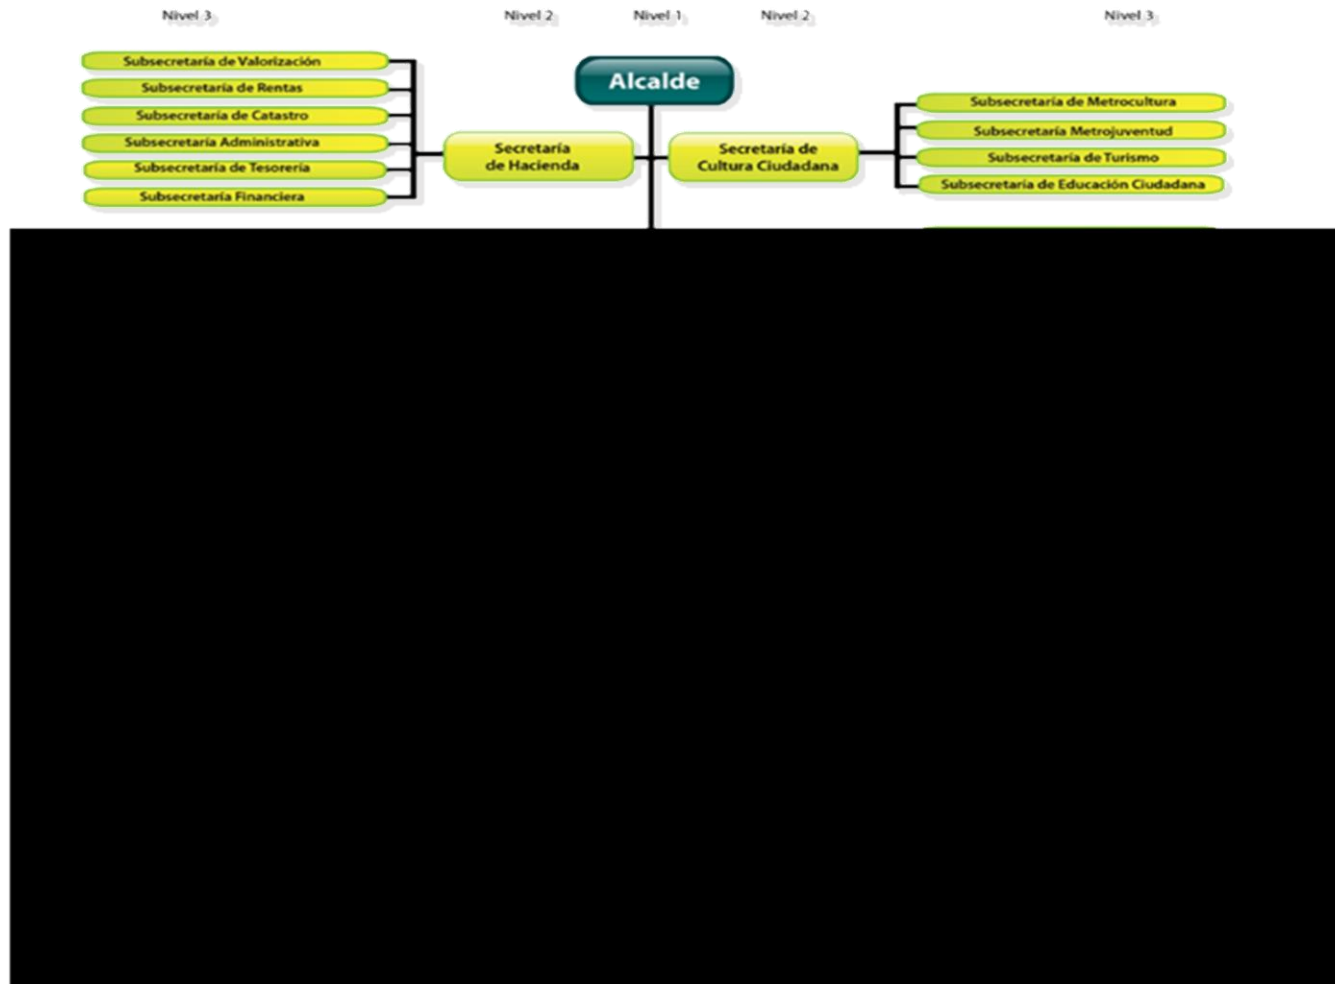 Nivel 3
Nivel 2
Nivel 1
Nivel 2
Nivel 3
Alcalde
Subsecretaría de Valorización
Subsecretaría de Rentas
Subsecretaría de Catastro
Subsecretaría Administrativa
Subsecretaría de Tesorería
Subsecretaría Financiera
Secretaría
de Hacienda
Secretaría de
Cultura Ciudadana
Subsecretaría de Metrocultura
Subsecretaría Metrojuventud
Subsecretaría de Turismo
Subsecretaría de Educación Ciudadana